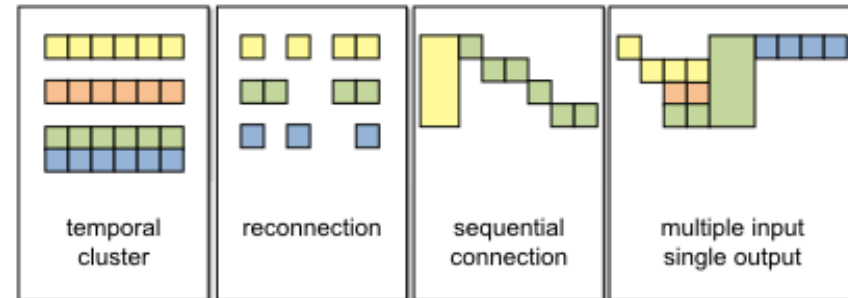 temporal
cluster
reconnection
sequential
connection
multiple input
single output